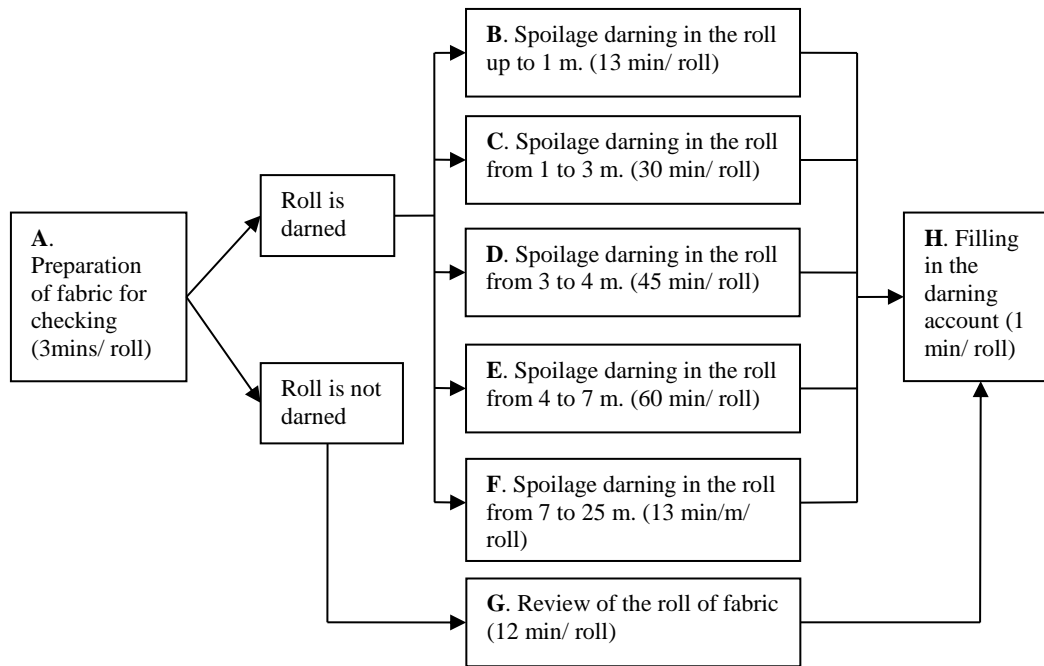 A.
Preparation
of fabric for
checking
(3mins/ roll)
Roll is
darned
Roll is not
darned
B. Spoilage darning in the roll
up to 1 m. (13 min/ roll)
C. Spoilage darning in the roll
from 1 to 3 m. (30 min/ roll)
D. Spoilage darning in the roll
from 3 to 4 m. (45 min/ roll)
E. Spoilage darning in the roll
from 4 to 7 m. (60 min/ roll)
F. Spoilage darning in the roll
from 7 to 25 m. (13 min/m/
roll)
G. Review of the roll of fabric
(12 min/ roll)
H. Filling
in the
darning
account (1
min/ roll)